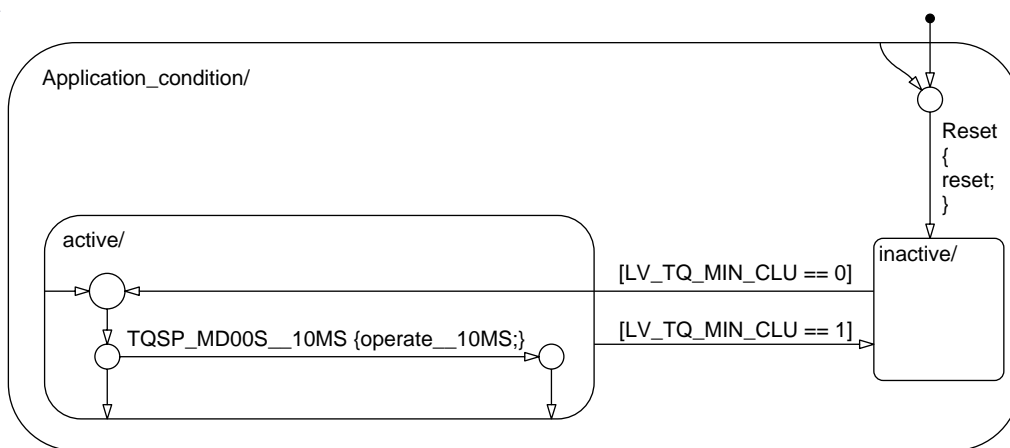 Application_condition/
Reset
{
reset;
}
active/
inactive/
[LV_TQ_MIN_CLU == 0]
[LV_TQ_MIN_CLU == 1]
TQSP_MD00S__10MS {operate__10MS;}